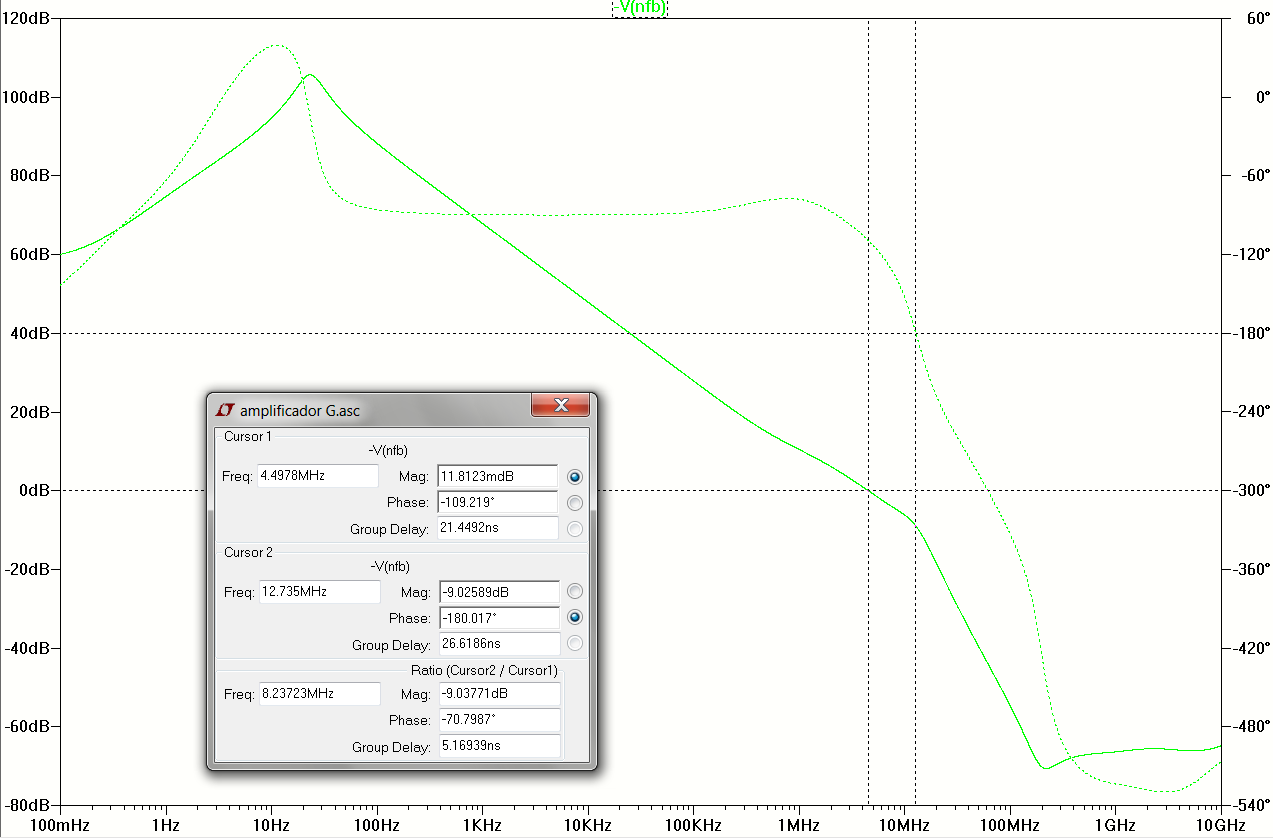 -V(nfb)
120dB
60°
100dB
0°
80dB
-60°
60dB
-120°
40dB
-180°
20dB
-240°
0dB
-300°
-20dB
-360°
-40dB
-420°
-60dB
-480°
-80dB
-540°
100mHz 1Hz 10Hz 100Hz 1KHz 10KHz 100KHz 1MHz 10MHz 100MHz 1GHz 10GHz
amplificador G.asc
Cursor 1
-V(nfb)
Freq: 4.4978MHz Mag: 11.8123mdB
Phase: -109.219°
Group Delay: 21.4492ns
Cursor 2
-V(nfb)
Freq: 12.735MHz Mag: -9.02589dB
Phase: -180.017°
Group Delay: 26.6186ns
Ratio (Cursor2 / Cursor1)
Freq: 8.23723MHz Mag: -9.03771dB
Phase: -70.7987°
Group Delay: 5.16939ns